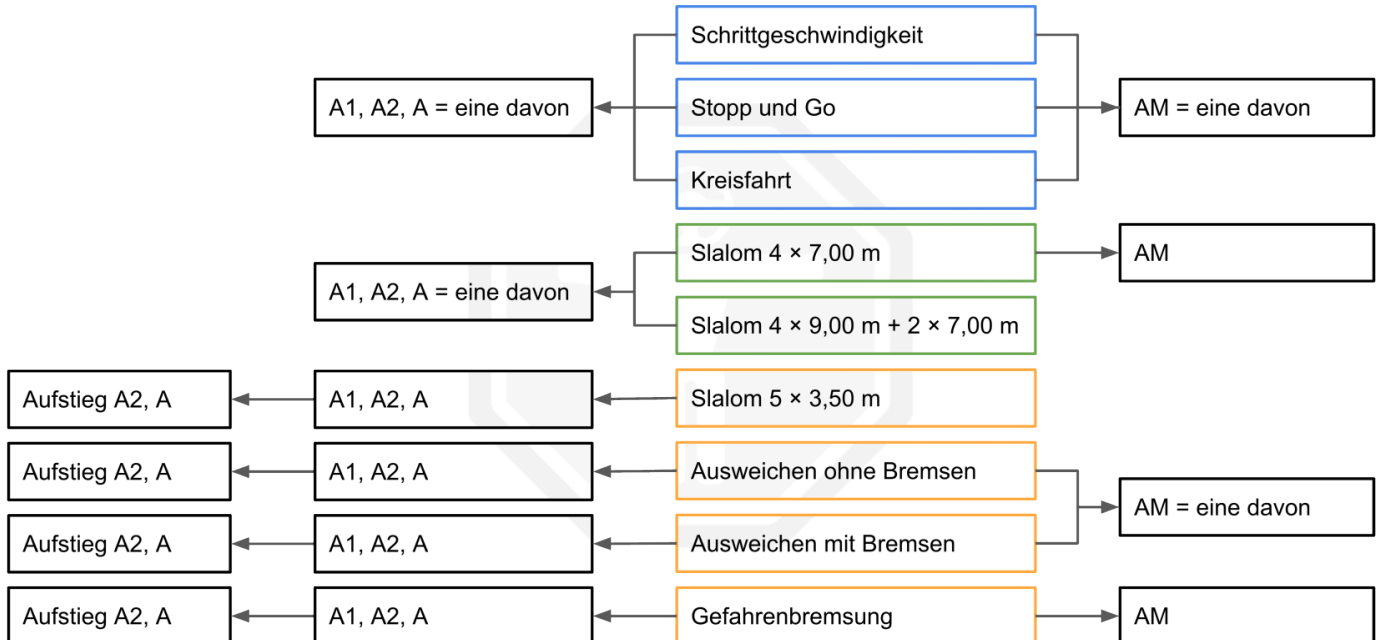 Schrittgeschwindigkeit
A1, A2, A = eine davon
Stopp und Go
AM = eine davon
Kreisfahrt
Slalom 4 × 7,00 m
AM
A1, A2, A = eine davon
Slalom 4 × 9,00 m + 2 × 7,00 m
Aufstieg A2, A
A1, A2, A
Slalom 5 × 3,50 m
Aufstieg A2, A
A1, A2, A
Ausweichen ohne Bremsen
AM = eine davon
Aufstieg A2, A
A1, A2, A
Ausweichen mit Bremsen
Aufstieg A2, A
A1, A2, A
Gefahrenbremsung
AM